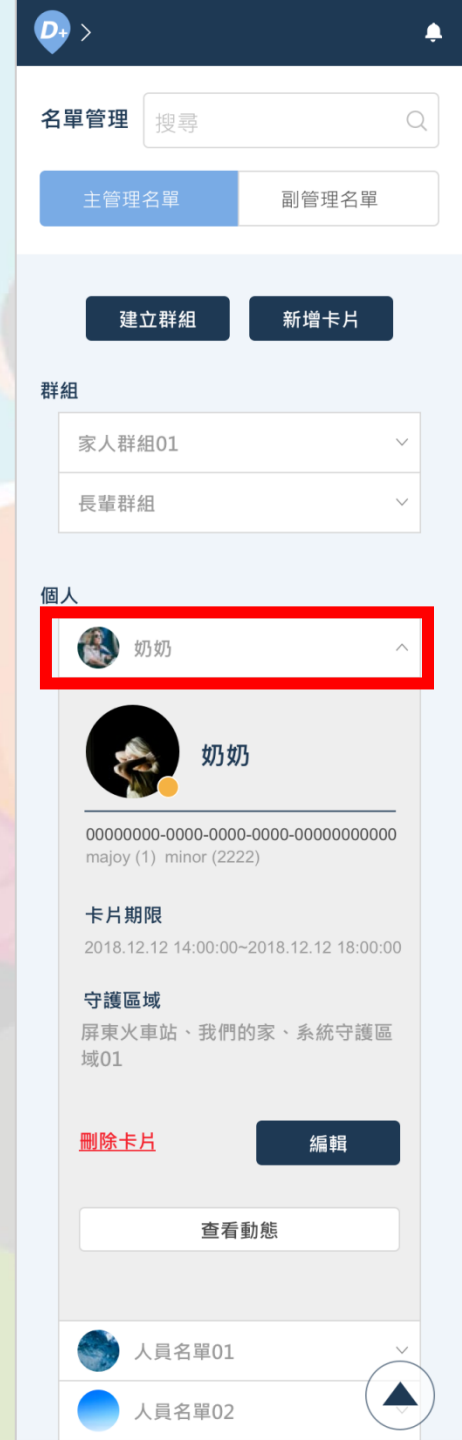 D+
名單管理
搜尋
主管理名單
副管理名單
建立群組
新增卡片
群組
家人群組01
長輩群組
個人
奶奶
奶奶
00000000-0000-0000-0000-00000000000
majoy (1) minor (2222)
卡片期限
2018.12.12 14:00:00~2018.12.12 18:00:00
守護區域
屏東火車站、我們的家、系統守護區
域01
刪除卡片
編輯
查看動態
人員名單01
人員名單02